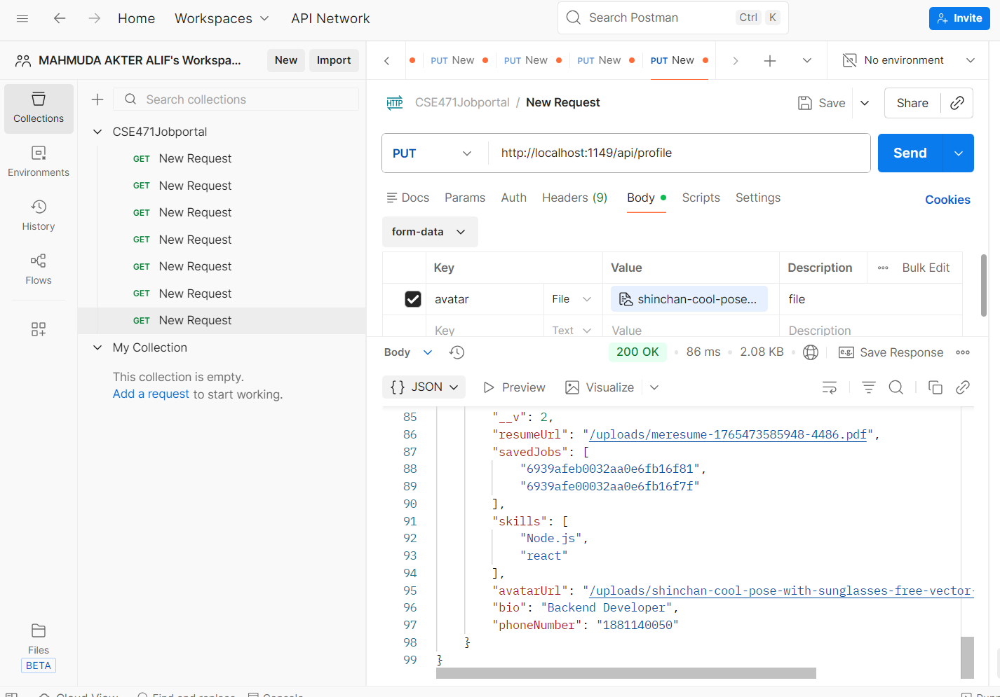 Home
Workspaces
API Network
Search Postman
Ctrl K
Invite
MAHMUDA AKTER ALIF's Workspa...
New
Import
PUT New
PUT New
PUT New
PUT New
No environment
Collections
Environments
History
Flows
Files
BETA
Search collections
CSE471Jobportal
GET New Request
GET New Request
GET New Request
GET New Request
GET New Request
GET New Request
GET New Request
My Collection
This collection is empty.
Add a request to start working.
HTTP
CSE471Jobportal / New Request
Save
Share
PUT
http://localhost:1149/api/profile
Send
Docs
Params
Auth
Headers (9)
Body
Scripts
Settings
Cookies
form-data
Key
Value
Description
Bulk Edit
avatar
File
shinchan-cool-pose...
file
Key
Text
Value
Description
Body
200 OK
86 ms
2.08 KB
e.g.
Save Response
{} JSON
Preview
Visualize
85 "__v": 2,
86 "resumeUrl": "/uploads/meresume-1765473585948-4486.pdf",
87 "savedJobs": [
88 "6939afeb0032aa0e6fb16f81",
89 "6939afe00032aa0e6fb16f7f"
90 ],
91 "skills": [
92 "Node.js",
93 "react"
94 ],
95 "avatarUrl": "/uploads/shinchan-cool-pose-with-sunglasses-free-vector-
96 "bio": "Backend Developer",
97 "phoneNumber": "1881140050"
98 }
99 }
Cloud View
Find and replace
Console